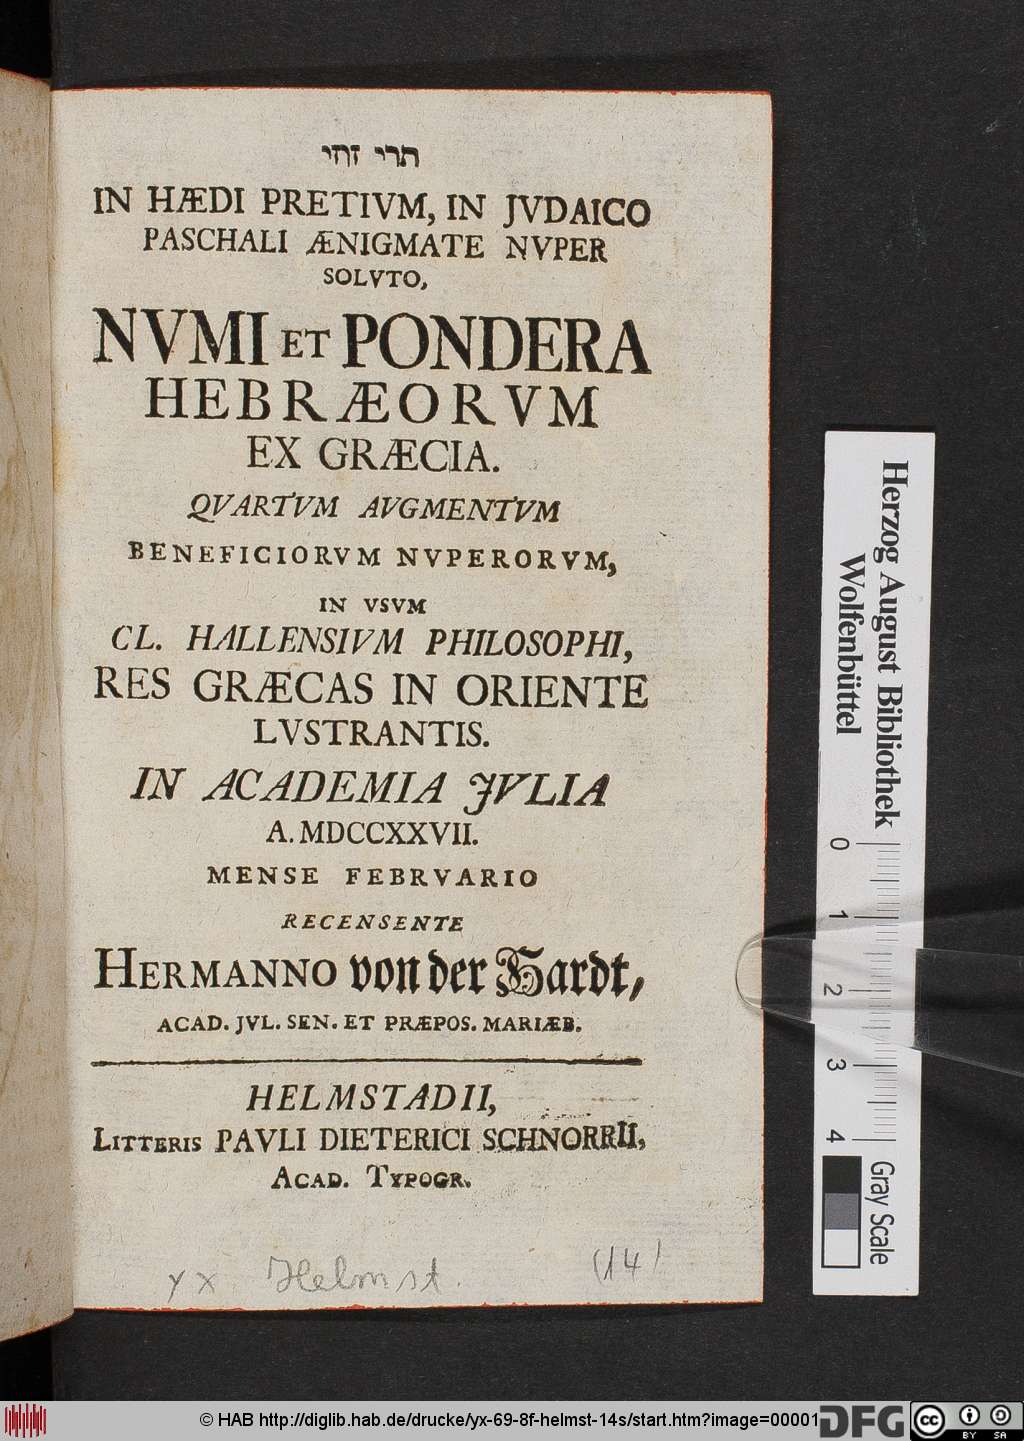 תרי זוזי
IN HÆDI PRETIVM, IN JVDAICO
PASCHALI ÆNIGMATE NVPER
SOLVTO,
NVMI ET PONDERA
HEBRÆORVM
EX GRÆCIA.
QVARTVM AVGMENTVM
BENEFICIORVM NVPERORVM,
IN VSVM
CL. HALLENSIVM PHILOSOPHI,
RES GRÆCAS IN ORIENTE
LVSTRANTIS.
IN ACADEMIA JVLIA
A. MDCCXXVII.
MENSE FEBRVARIO
RECENSENTE
HERMANNO von der Hardt,
ACAD. JVL. SEN. ET PRÆPOS. MARIÆB.
HELMSTADII,
LITTERIS PAVLI DIETERICI SCHNORRII,
ACAD. TYPOGR.
yx Helmst. (14)
Herzog August Bibliothek
Wolfenbüttel
0 1 2 3 4
Gray Scale
© HAB http://diglib.hab.de/drucke/yx-69-8f-helmst-14s/start.htm?image=00001
DFG
cc BY SA